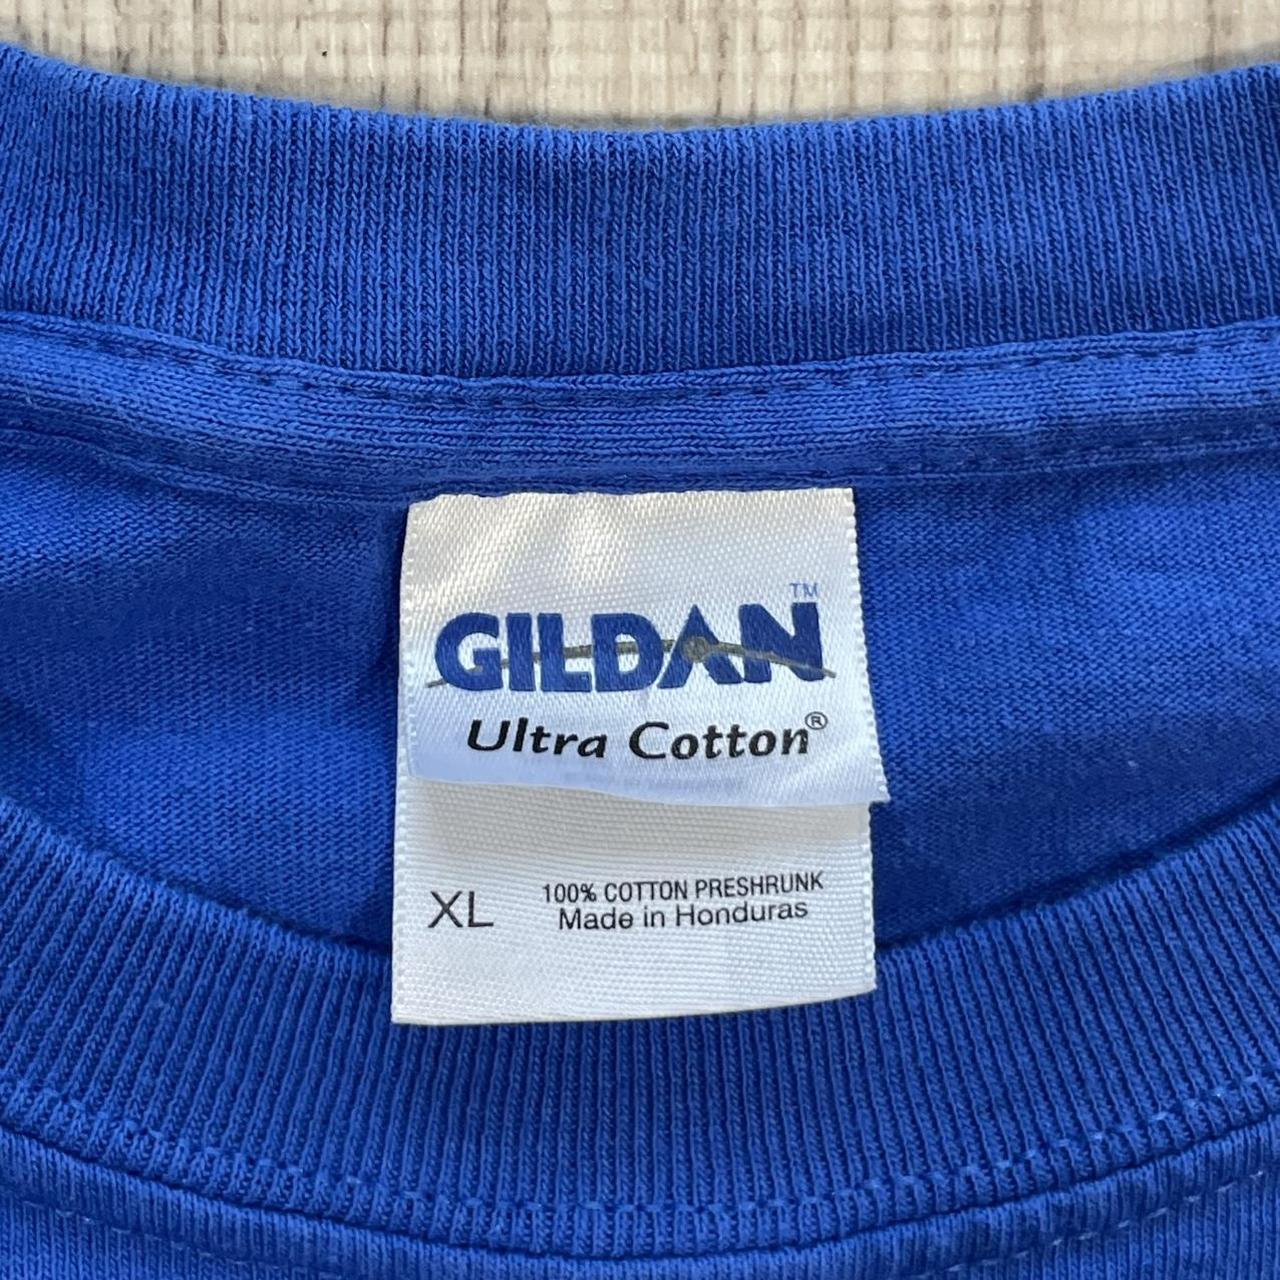 GILDAN™
Ultra Cotton®
XL
100% COTTON PRESHRUNK
Made in Honduras